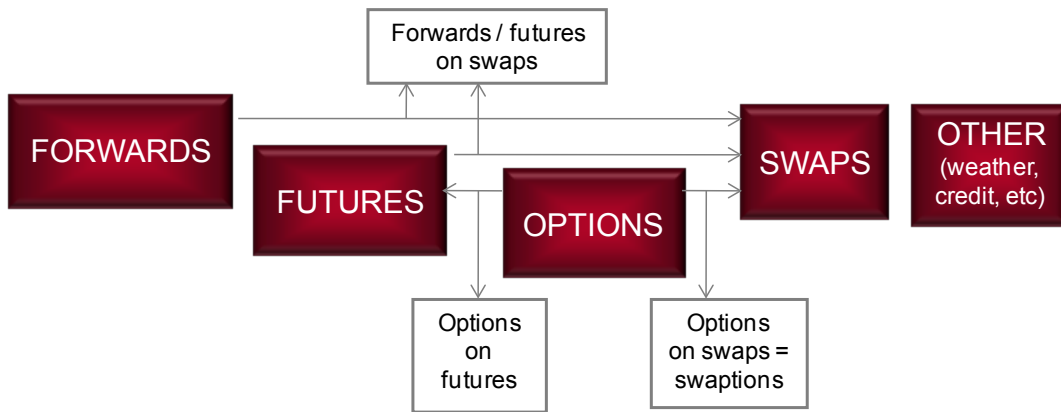 Forwards / futures
on swaps
FORWARDS
FUTURES
OPTIONS
SWAPS
OTHER
(weather,
credit, etc)
Options
on
futures
Options
on swaps =
swaptions